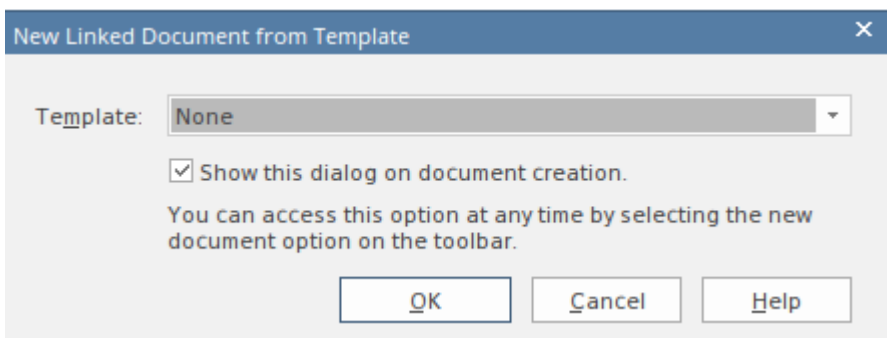 New Linked Document from Template
Template: None
Show this dialog on document creation.
You can access this option at any time by selecting the new
document option on the toolbar.
OK Cancel Help